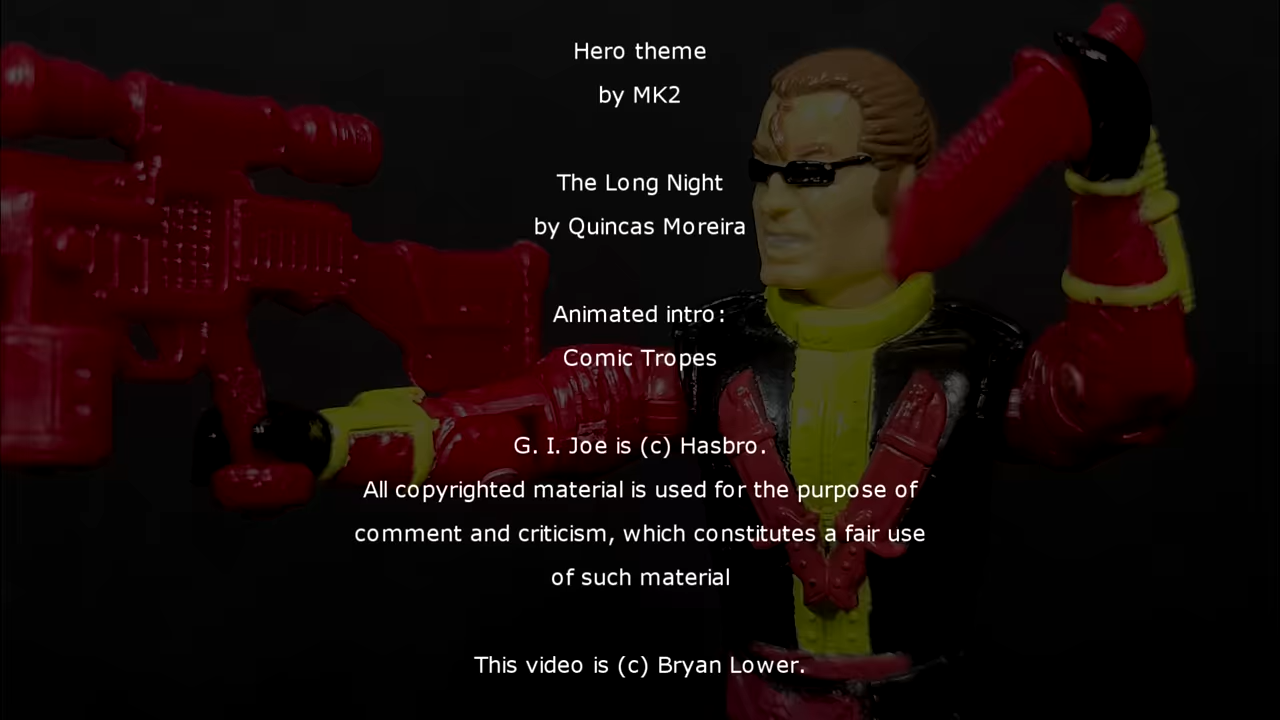 Hero theme
by MK2
The Long Night
by Quincas Moreira
Animated intro:
Comic Tropes
G. I. Joe is (c) Hasbro.
All copyrighted material is used for the purpose of
comment and criticism, which constitutes a fair use
of such material
This video is (c) Bryan Lower.